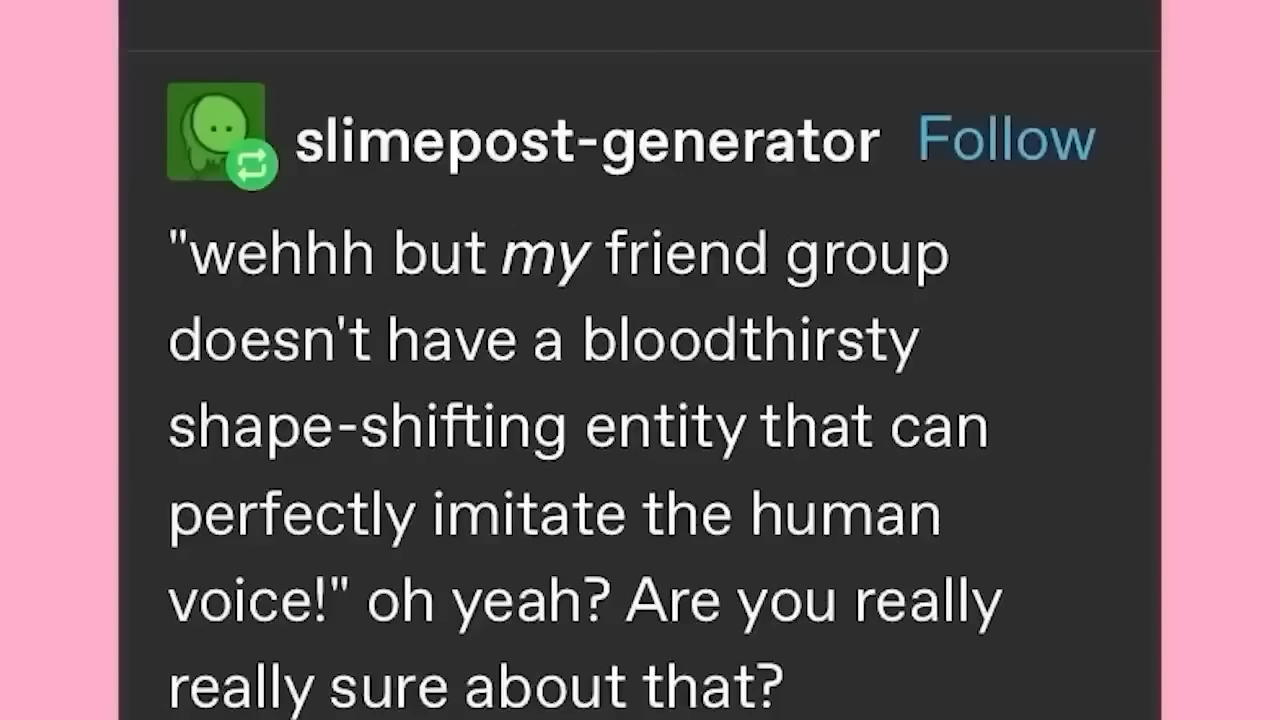 slimepost-generator Follow
"wehhh but my friend group
doesn't have a bloodthirsty
shape-shifting entity that can
perfectly imitate the human
voice!" oh yeah? Are you really
really sure about that?